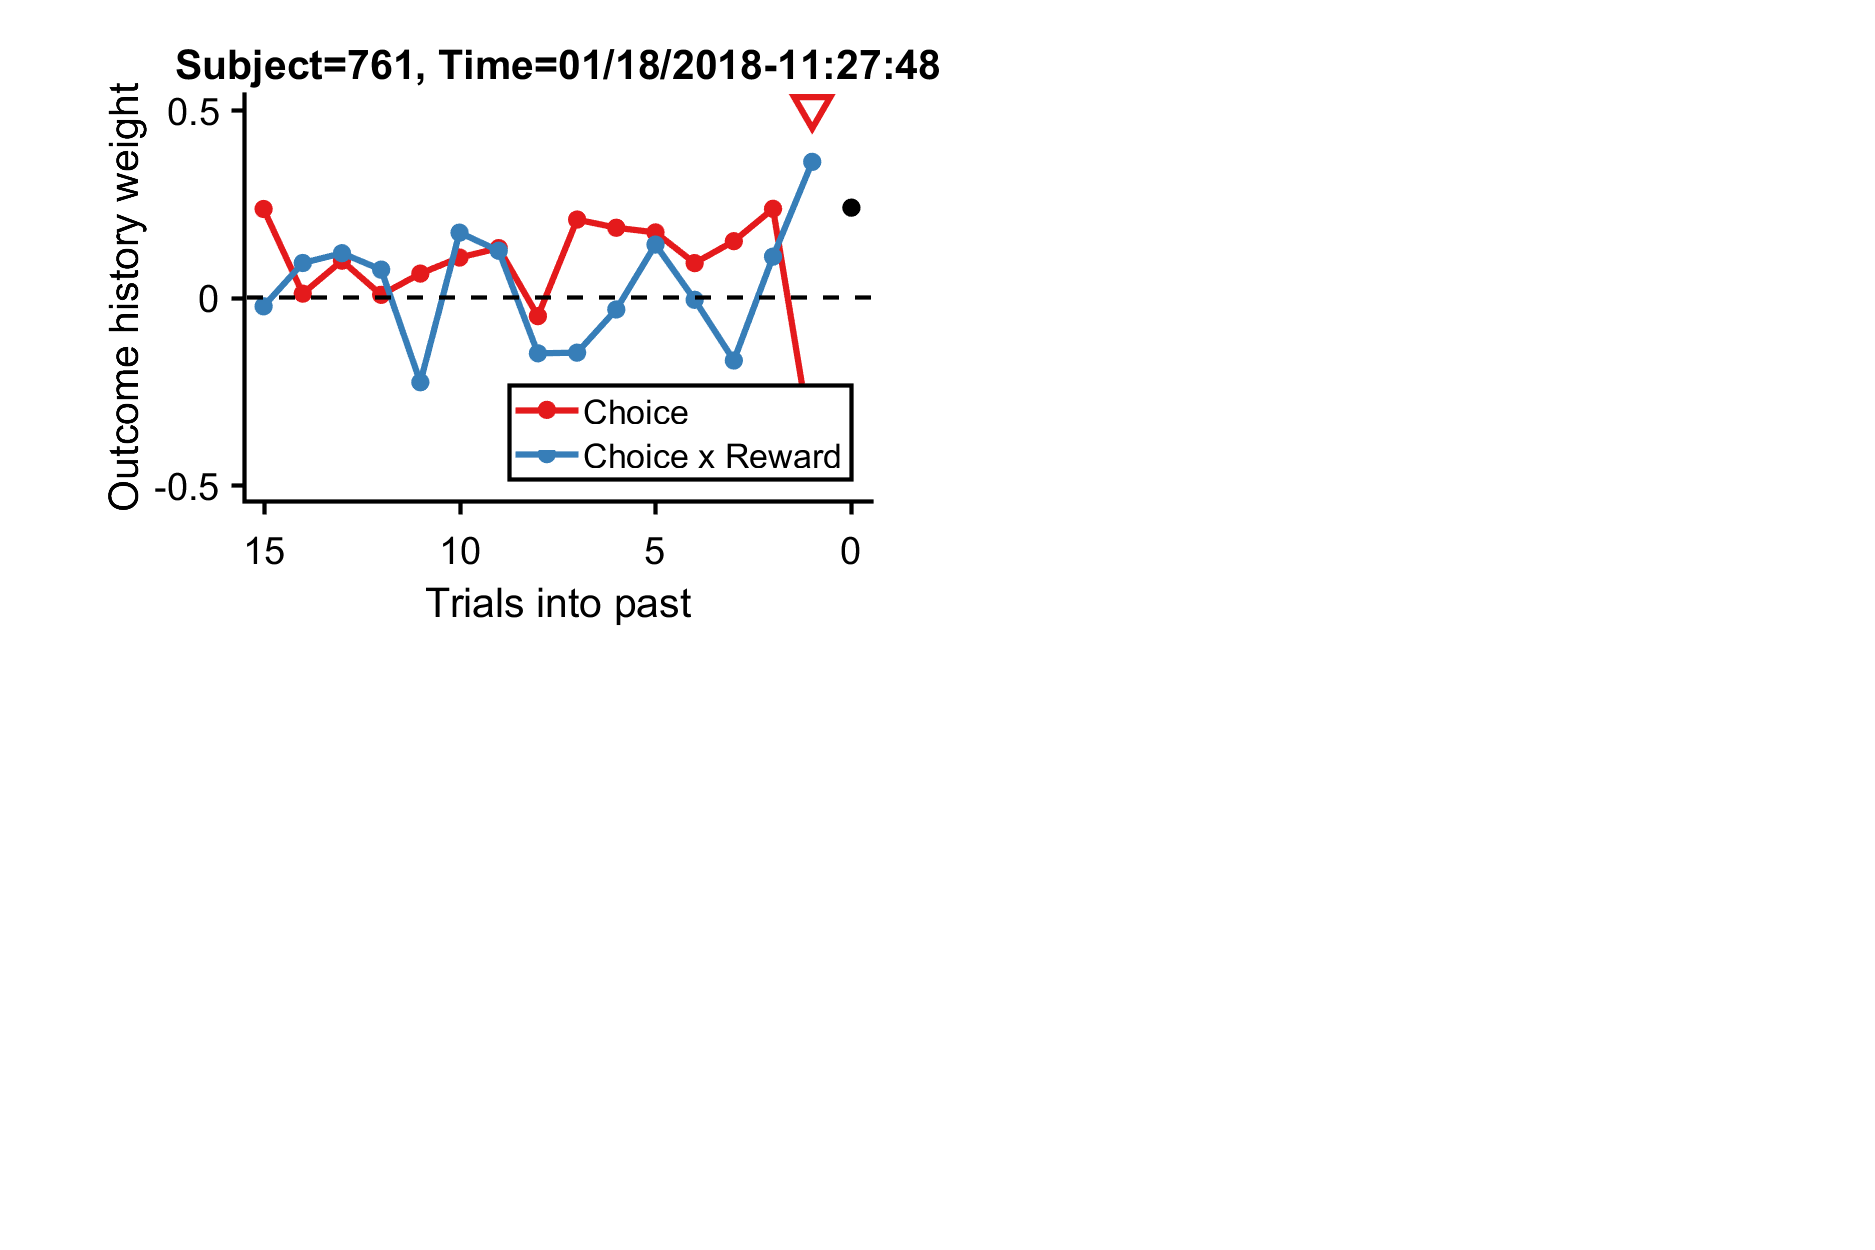 Subject=761, Time=01/18/2018-11:27:48
Outcome history weight
0.5
0
-0.5
Choice
Choice x Reward
15 10 5 0
Trials into past